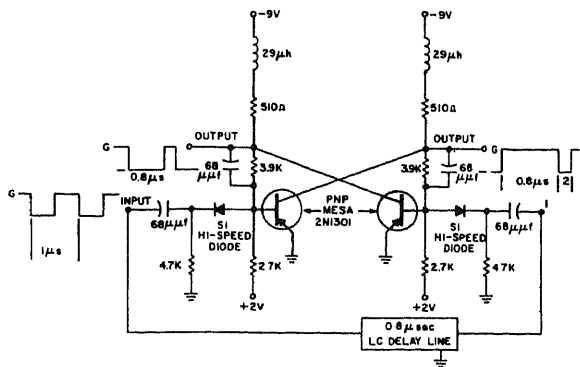 -9V
-9V
29μh
29μh
510Ω
510Ω
OUTPUT
OUTPUT
G
0.8μs
68
μμf
3.9K
3.9K
68
μμf
G
0.8μs
2
G
INPUT
68μμf
SI
HI-SPEED
DIODE
PNP
MESA
2N1301
SI
HI-SPEED
DIODE
68μμf
1
1μs
4.7K
2.7K
2.7K
4.7K
+2V
+2V
0.8μsec
LC DELAY LINE